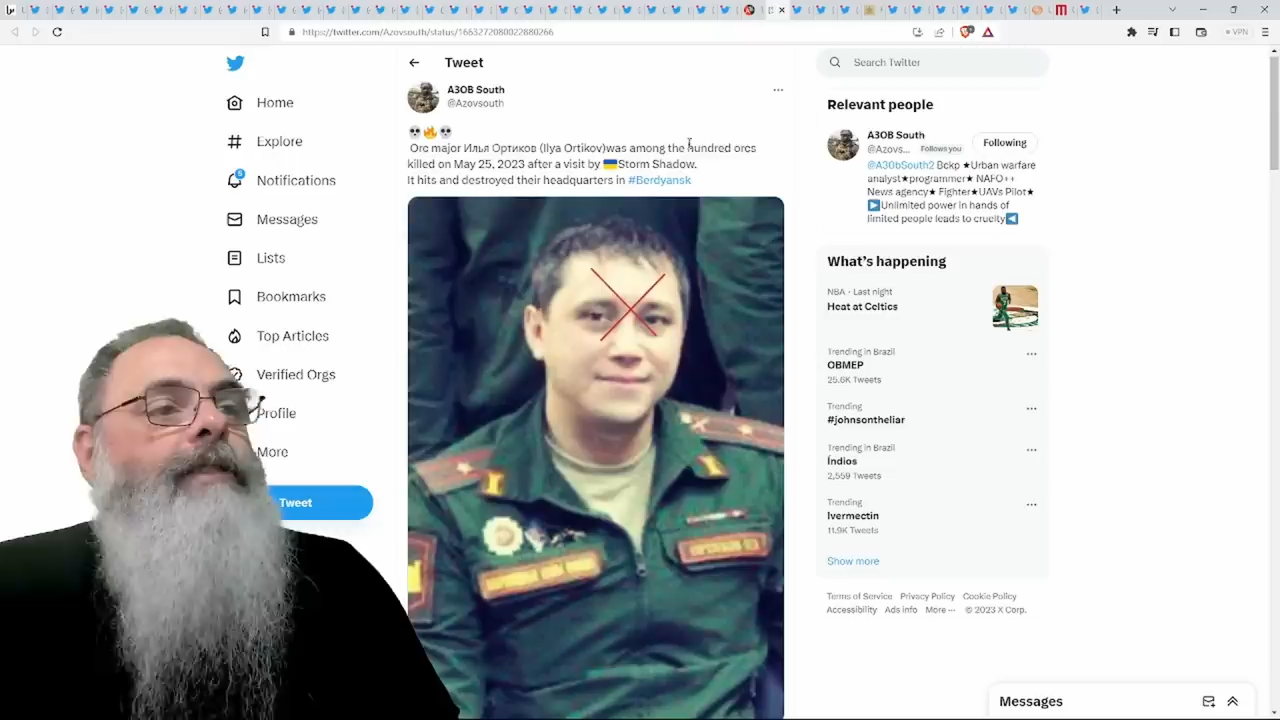 https://twitter.com/Azovsouth/status/1663272080022880266
VPN
Home
Explore
5
Notifications
Messages
Lists
Bookmarks
Top Articles
Verified Orgs
Profile
More
Tweet
Tweet
АЗОВ South
@Azovsouth
Orc major Илья Ортиков (Ilya Ortikov)was among the hundred orcs
killed on May 25, 2023 after a visit by 🇺🇦Storm Shadow.
It hits and destroyed their headquarters in #Berdyansk
Search Twitter
Relevant people
АЗОВ South
@Azovs... Follows you
Following
@A3ObSouth2 Bckp ★Urban warfare
analyst★programmer★ NAFO++
News agency★ Fighter★UAVs Pilot★
▶Unlimited power in hands of
limited people leads to cruelty◀
What's happening
NBA · Last night
Heat at Celtics
Trending in Brazil
OBMEP
25.6K Tweets
Trending
#johnsontheliar
Trending in Brazil
Índios
2,559 Tweets
Trending
Ivermectin
11.9K Tweets
Show more
Terms of Service Privacy Policy Cookie Policy
Accessibility Ads info More ··· © 2023 X Corp.
Messages